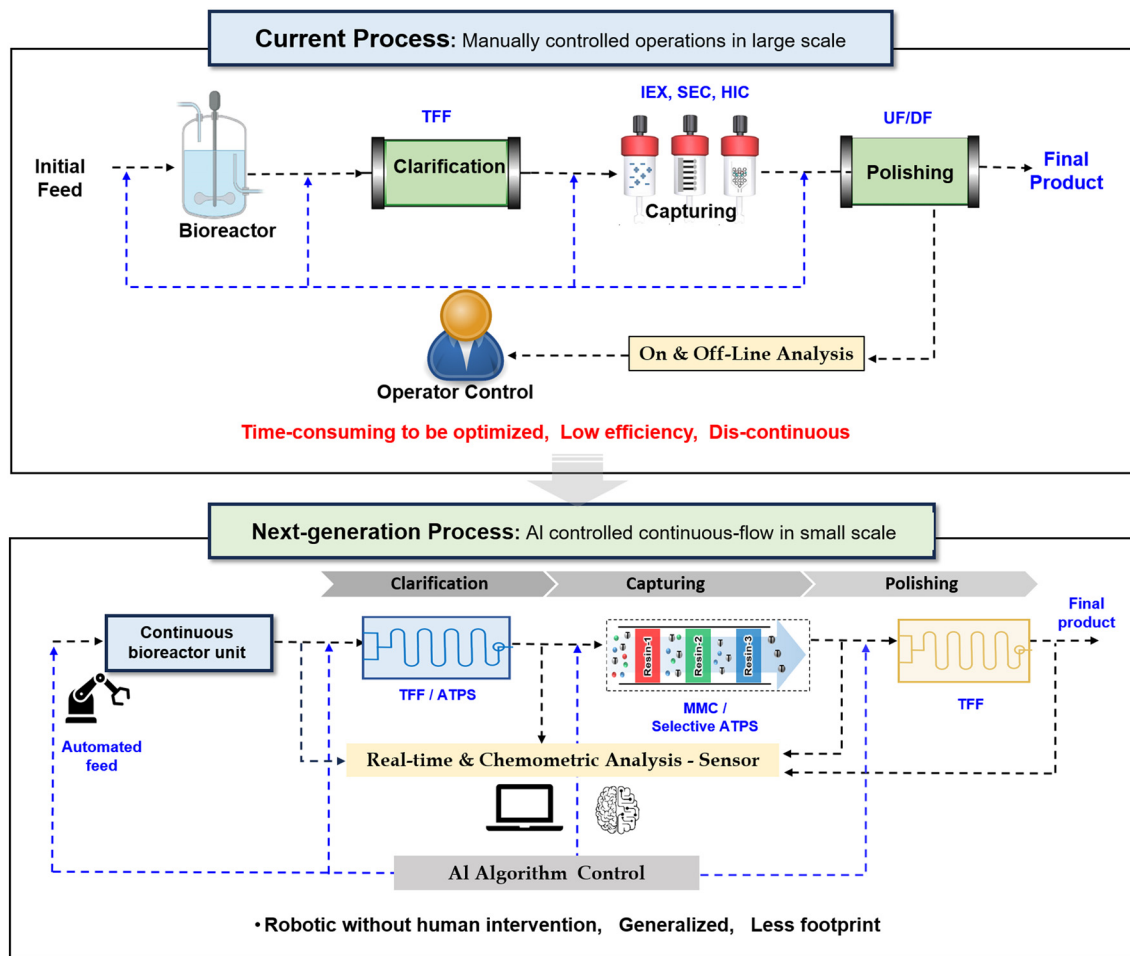 Current Process: Manually controlled operations in large scale
IEX, SEC, HIC
TFF
UF/DF
Initial
Feed
Clarification
Polishing
Final
Product
Capturing
Bioreactor
On & Off-Line Analysis
Operator Control
Time-consuming to be optimized, Low efficiency, Dis-continuous
Next-generation Process: AI controlled continuous-flow in small scale
Clarification
Capturing
Polishing
Final
product
Continuous
bioreactor unit
Resin-1
Resin-2
Resin-3
TFF / ATPS
MMC /
Selective ATPS
TFF
Automated
feed
Real-time & Chemometric Analysis - Sensor
AI Algorithm Control
· Robotic without human intervention, Generalized, Less footprint